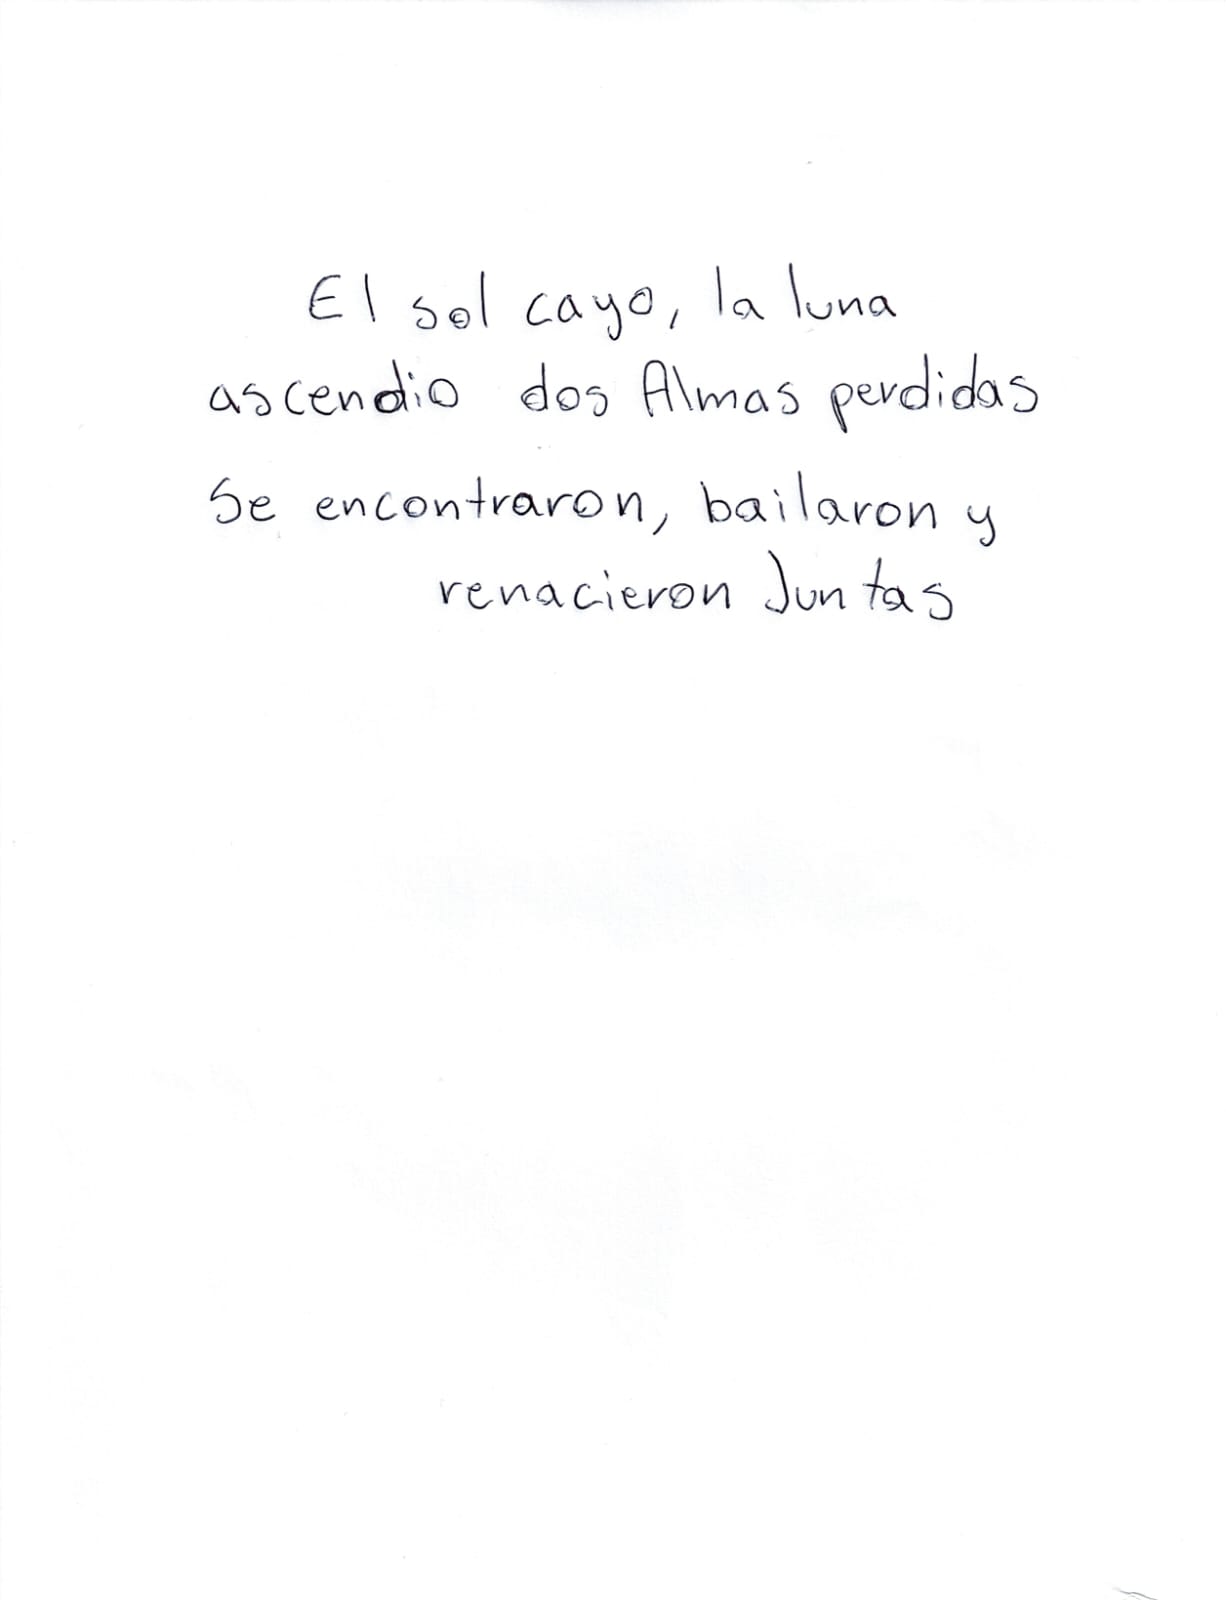 El sol cayo, la luna
ascendio dos Almas perdidas
Se encontraron, bailaron y
renacieron Juntas